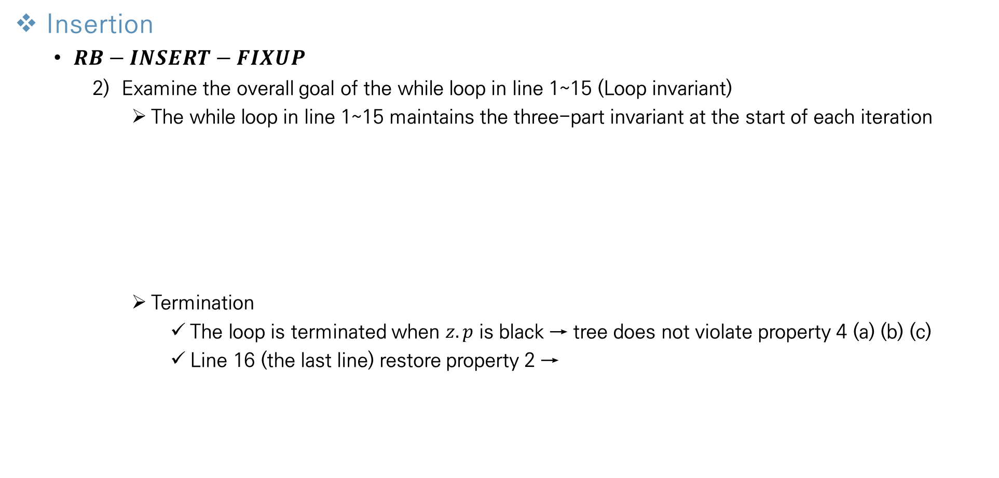 ❖ Insertion
• RB − INSERT − FIXUP
2) Examine the overall goal of the while loop in line 1~15 (Loop invariant)
➢ The while loop in line 1~15 maintains the three-part invariant at the start of each iteration
➢ Termination
✓ The loop is terminated when z.p is black → tree does not violate property 4 (a) (b) (c)
✓ Line 16 (the last line) restore property 2 →